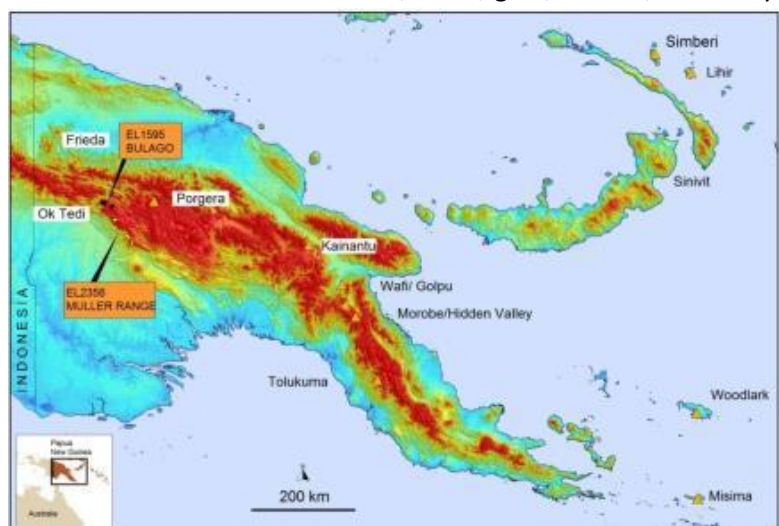 Simberi
Lihir
Frieda
EL1595
BULAGO
Ok Tedi
Porgera
Sinivit
Kainantu
EL2356
MULLER RANGE
Wafi/ Golpu
Morobe/Hidden Valley
INDONESIA
Tolukuma
Woodlark
Papua
New Guinea
Australia
200 km
Misima